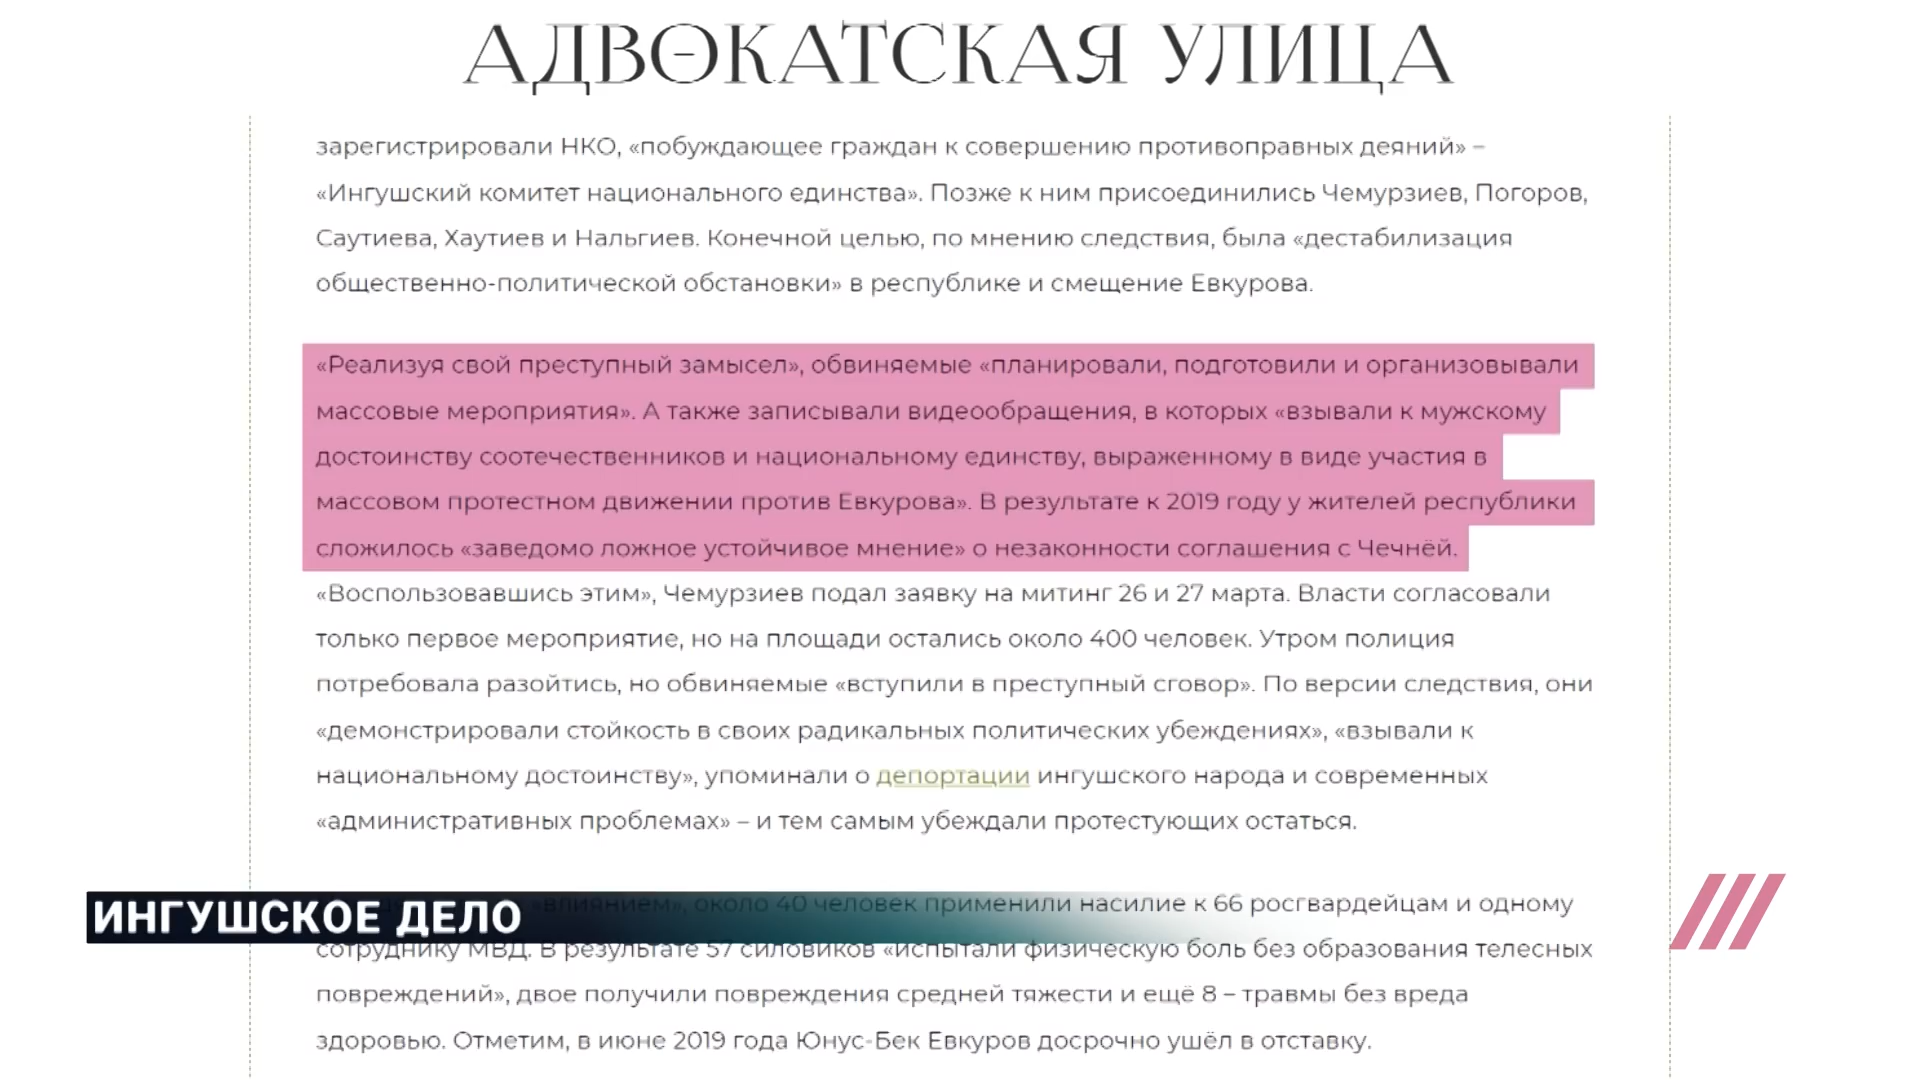 АДВОКАТСКАЯ УЛИЦА
зарегистрировали НКО, «побуждающее граждан к совершению противоправных деяний» –
«Ингушский комитет национального единства». Позже к ним присоединились Чемурзиев, Погоров,
Саутиева, Хаутиев и Нальгиев. Конечной целью, по мнению следствия, была «дестабилизация
общественно-политической обстановки» в республике и смещение Евкурова.
«Реализуя свой преступный замысел», обвиняемые «планировали, подготовили и организовывали
массовые мероприятия». А также записывали видеообращения, в которых «взывали к мужскому
достоинству соотечественников и национальному единству, выраженному в виде участия в
массовом протестном движении против Евкурова». В результате к 2019 году у жителей республики
сложилось «заведомо ложное устойчивое мнение» о незаконности соглашения с Чечнёй.
«Воспользовавшись этим», Чемурзиев подал заявку на митинг 26 и 27 марта. Власти согласовали
только первое мероприятие, но на площади остались около 400 человек. Утром полиция
потребовала разойтись, но обвиняемые «вступили в преступный сговор». По версии следствия, они
«демонстрировали стойкость в своих радикальных политических убеждениях», «взывали к
национальному достоинству», упоминали о депортации ингушского народа и современных
«административных проблемах» – и тем самым убеждали протестующих остаться.
«влиянием», около 40 человек применили насилие к 66 росгвардейцам и одному
ИНГУШСКОЕ ДЕЛО
сотруднику МВД. В результате 57 силовиков «испытали физическую боль без образования телесных
повреждений», двое получили повреждения средней тяжести и ещё 8 – травмы без вреда
здоровью. Отметим, в июне 2019 года Юнус-Бек Евкуров досрочно ушёл в отставку.